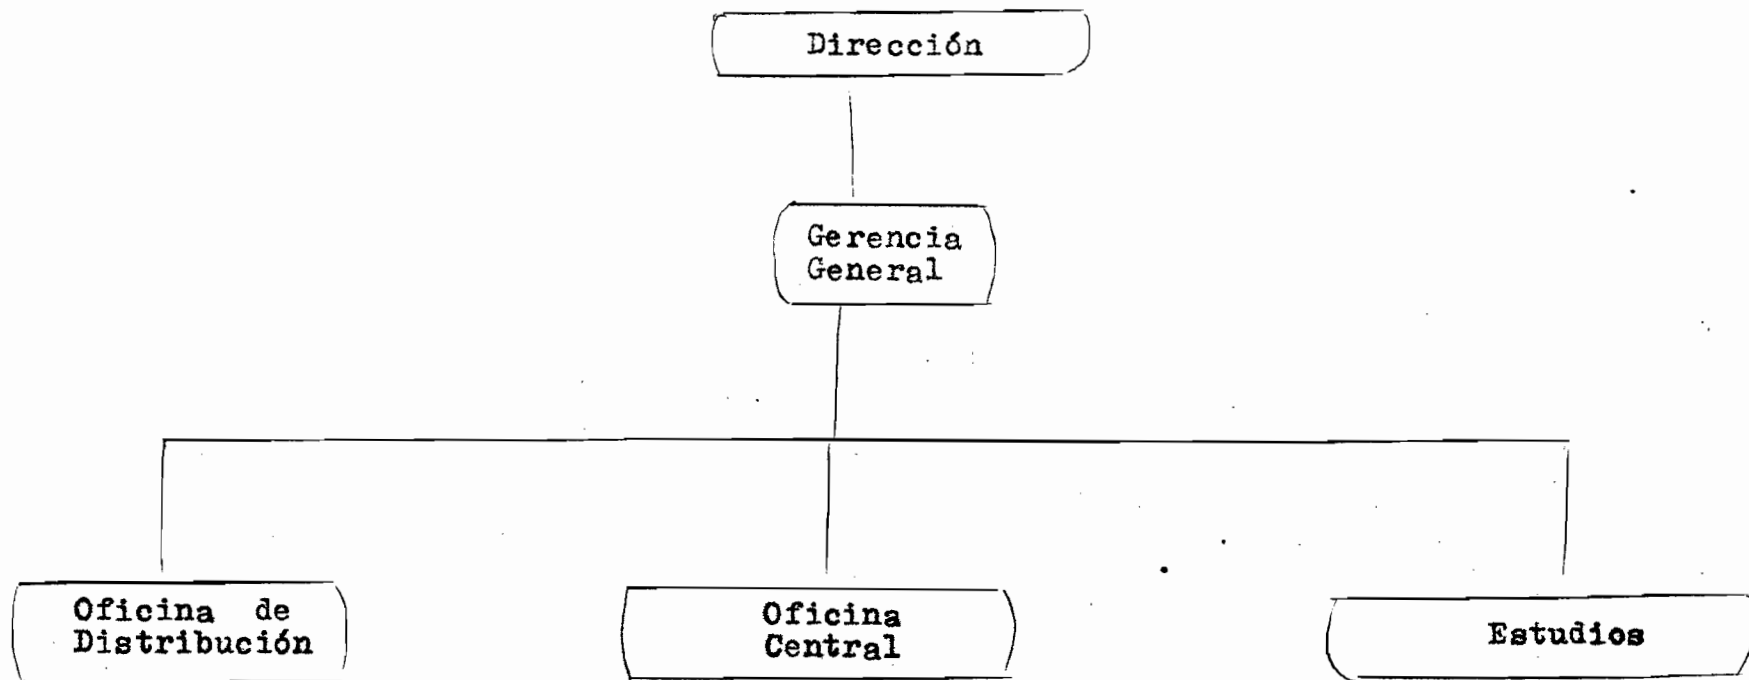 Dirección
Gerencia
General
Oficina de
Distribución
Oficina
Central
Estudios